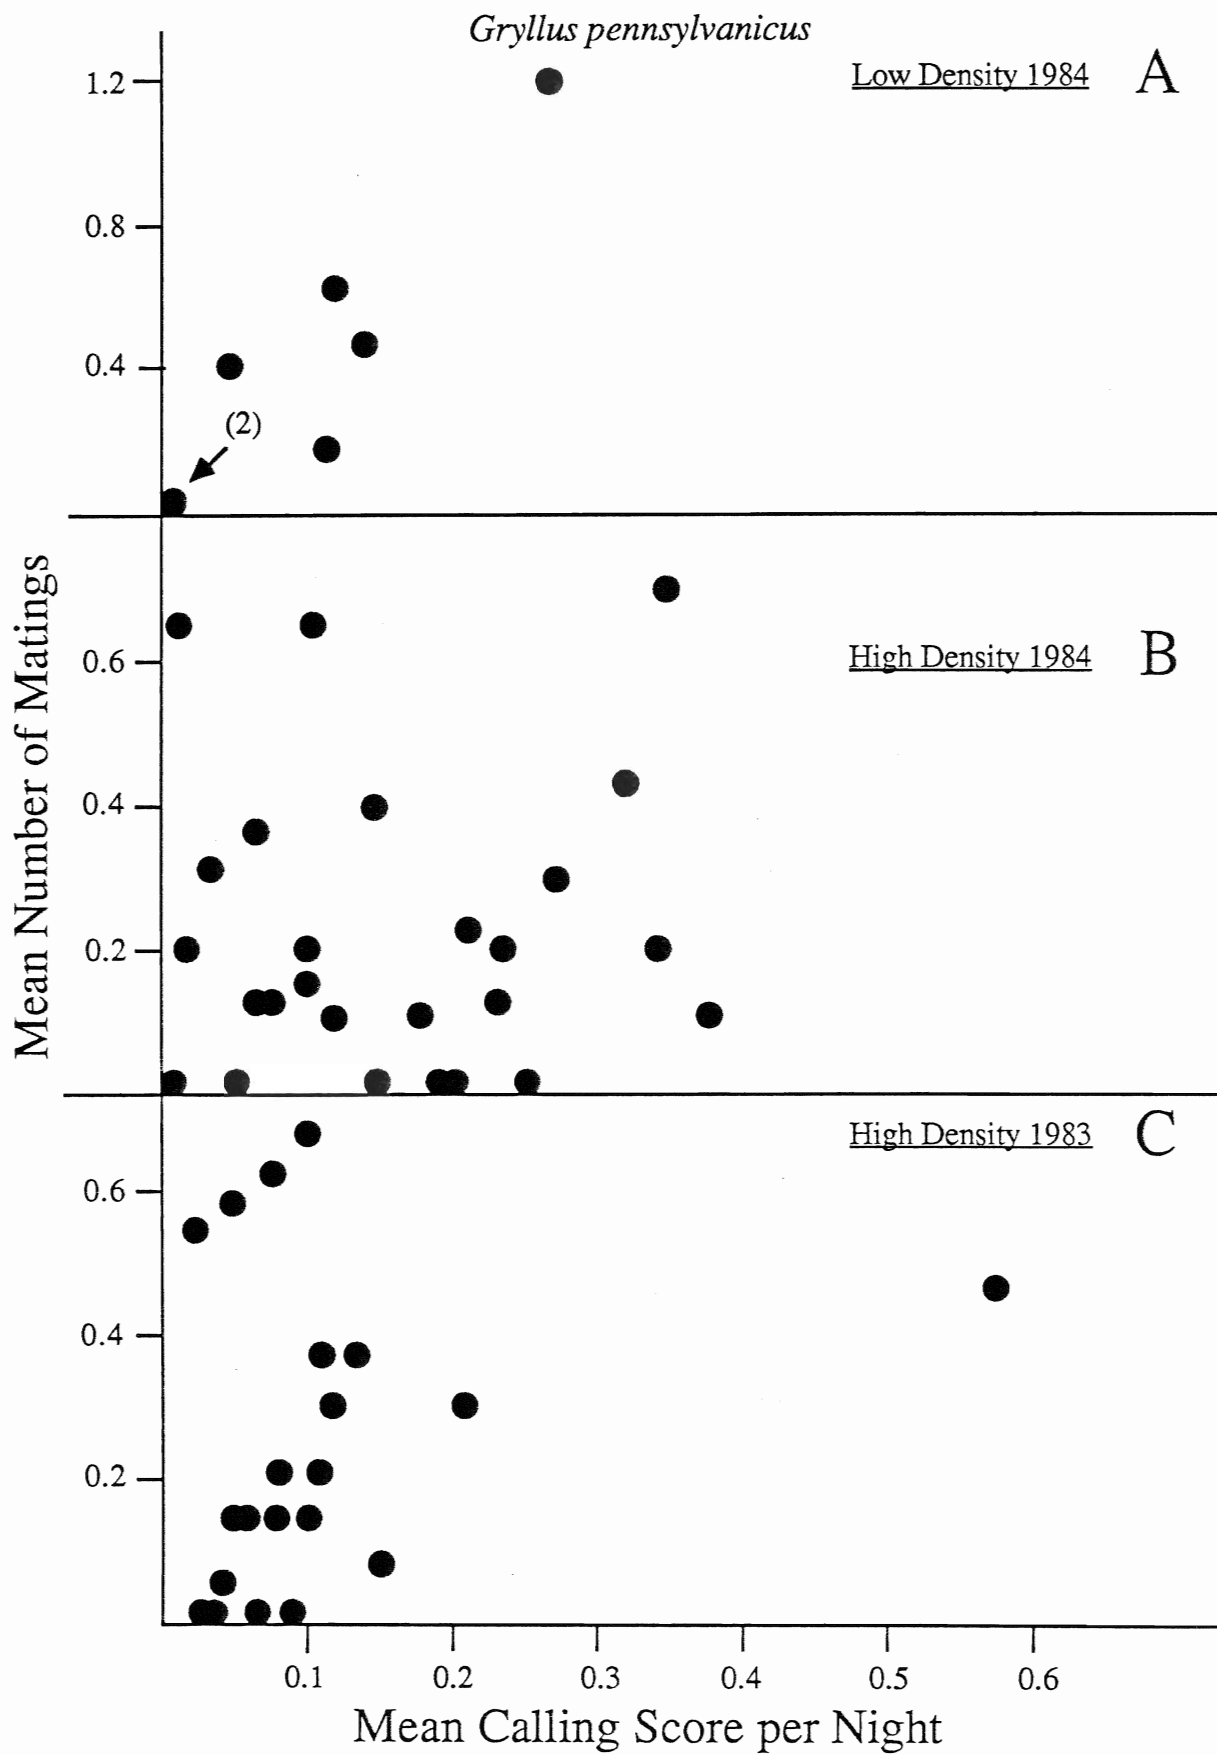 Gryllus pennsylvanicus
Low Density 1984
A
1.2
0.8
0.4
(2)
High Density 1984
B
0.6
0.4
0.2
High Density 1983
C
0.6
0.4
0.2
0.1 0.2 0.3 0.4 0.5 0.6
Mean Calling Score per Night
Mean Number of Matings